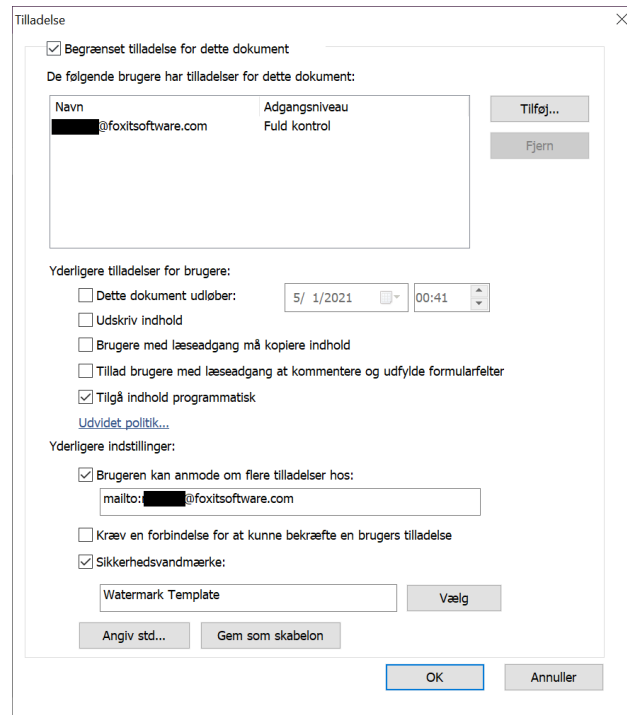 Tilladelse
Begrænset tilladelse for dette dokument
De følgende brugere har tilladelser for dette dokument:
Navn Adgangsniveau
@foxitsoftware.com Fuld kontrol
Tilføj...
Fjern
Yderligere tilladelser for brugere:
Dette dokument udløber: 5/ 1/2021 00:41
Udskriv indhold
Brugere med læseadgang må kopiere indhold
Tillad brugere med læseadgang at kommentere og udfylde formularfelter
Tilgå indhold programmatisk
Udvidet politik...
Yderligere indstillinger:
Brugeren kan anmode om flere tilladelser hos:
mailto: @foxitsoftware.com
Kræv en forbindelse for at kunne bekræfte en brugers tilladelse
Sikkerhedsvandmærke:
Watermark Template Vælg
Angiv std... Gem som skabelon
OK Annuller